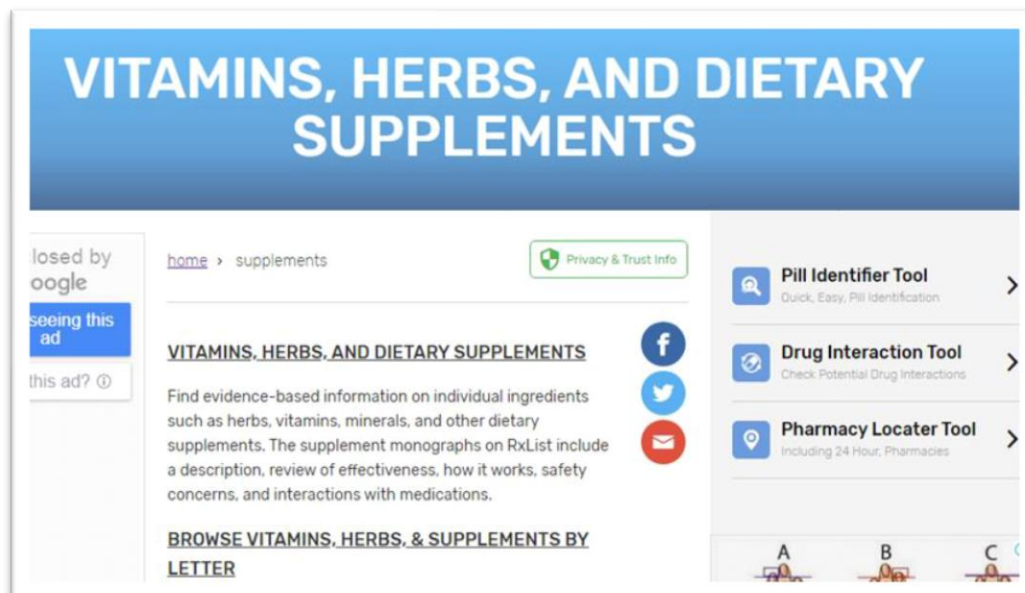 VITAMINS, HERBS, AND DIETARY
SUPPLEMENTS
losed by
oogle
seeing this
ad
this ad?
home › supplements
Privacy & Trust Info
VITAMINS, HERBS, AND DIETARY SUPPLEMENTS
Find evidence-based information on individual ingredients
such as herbs, vitamins, minerals, and other dietary
supplements. The supplement monographs on RxList include
a description, review of effectiveness, how it works, safety
concerns, and interactions with medications.
BROWSE VITAMINS, HERBS, & SUPPLEMENTS BY
LETTER
Pill Identifier Tool
Quick, Easy, Pill Identification
Drug Interaction Tool
Check Potential Drug Interactions
Pharmacy Locater Tool
Including 24 Hour, Pharmacies
A B C